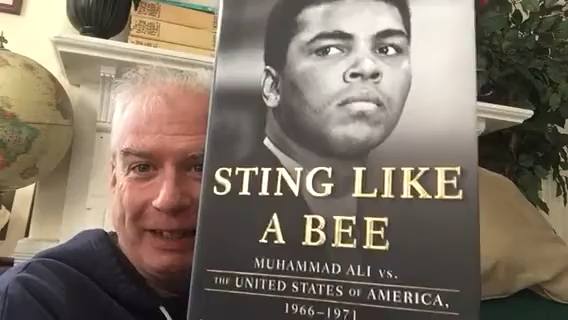 STING LIKE
A BEE
MUHAMMAD ALI vs.
THE UNITED STATES OF AMERICA,
1966–1971